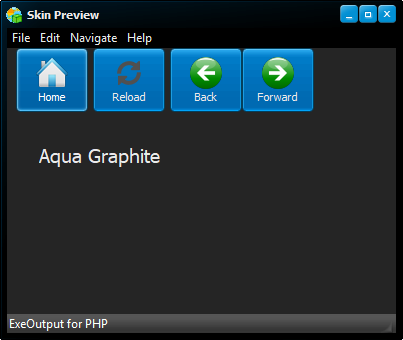 Skin Preview
File Edit Navigate Help
Home Reload Back Forward
Aqua Graphite
ExeOutput for PHP